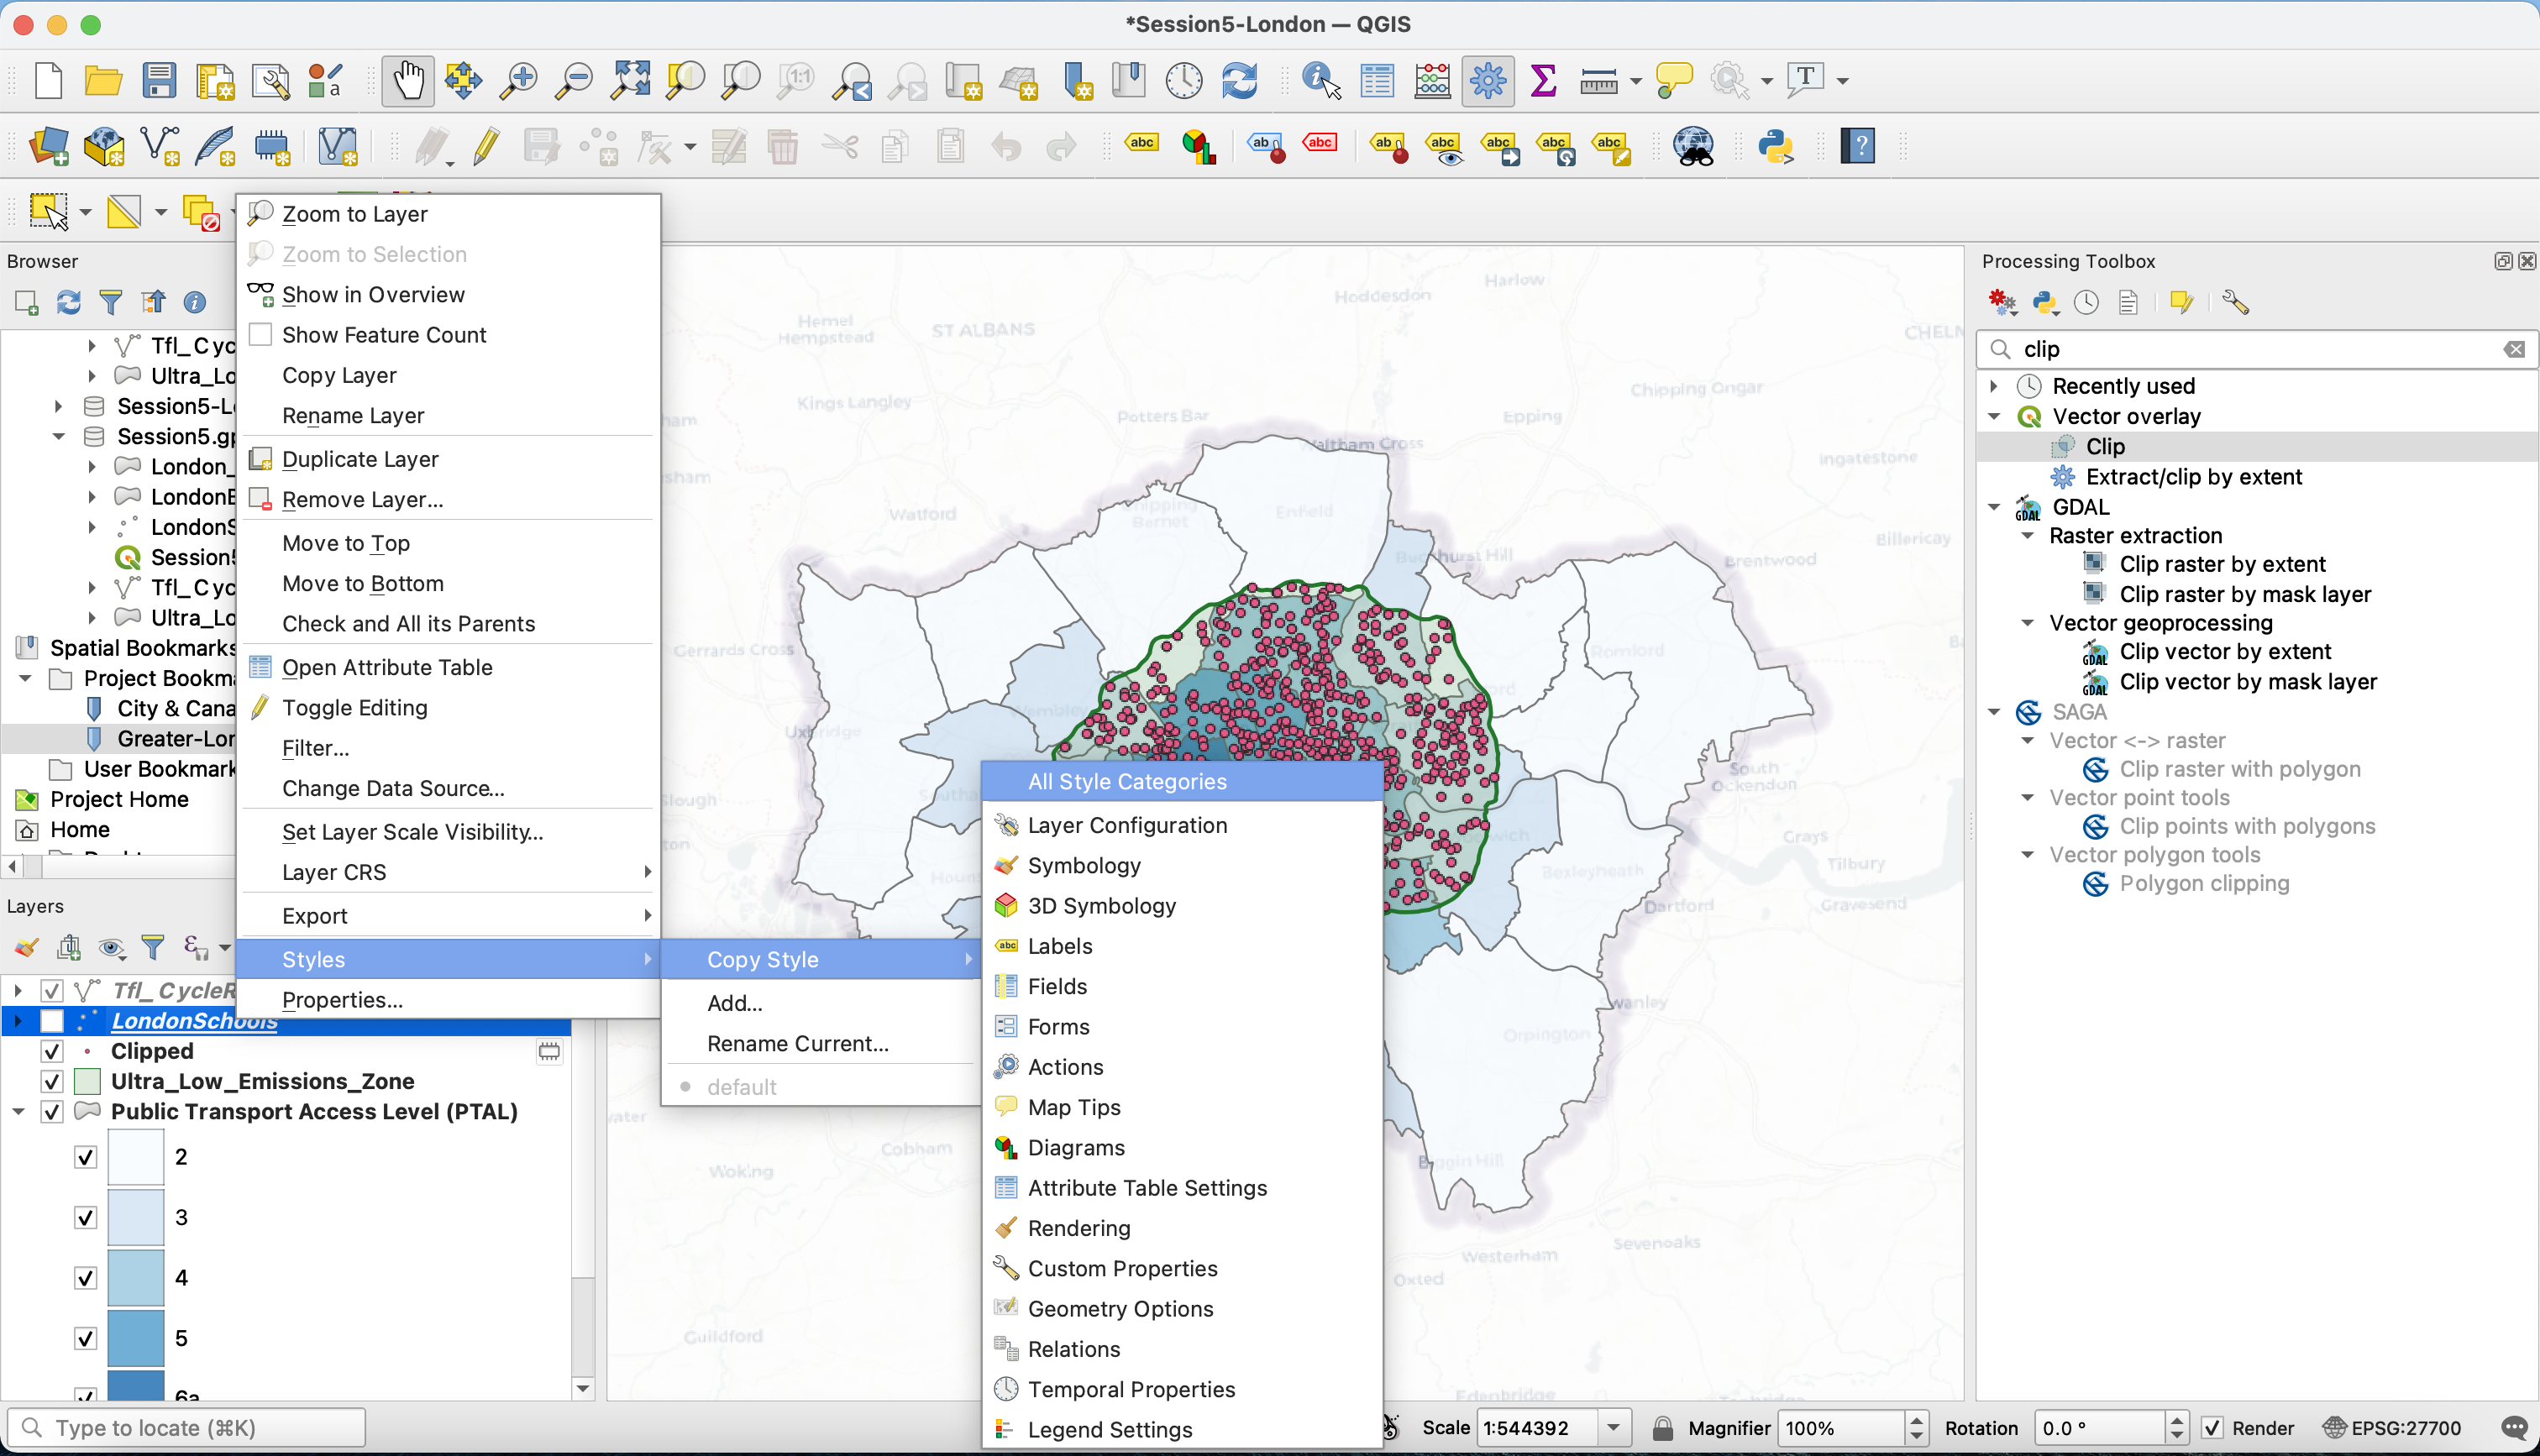 *Session5-London — QGIS
Browser
Tfl_Cyc
Ultra_Lo
Session5-L
Session5.g
London_
LondonE
LondonS
Session
Tfl_Cyc
Ultra_Lo
Spatial Bookmarks
Project Bookma
City & Cana
Greater-Lor
User Bookmark
Project Home
Home
Layers
Tfl_CycleR
LondonSchools
Clipped
Ultra_Low_Emissions_Zone
Public Transport Access Level (PTAL)
2
3
4
5
6a
Type to locate (⌘K)
Zoom to Layer
Zoom to Selection
Show in Overview
Show Feature Count
Copy Layer
Rename Layer
Duplicate Layer
Remove Layer...
Move to Top
Move to Bottom
Check and All its Parents
Open Attribute Table
Toggle Editing
Filter...
Change Data Source...
Set Layer Scale Visibility...
Layer CRS
Export
Styles
Properties...
Copy Style
Add...
Rename Current...
default
All Style Categories
Layer Configuration
Symbology
3D Symbology
Labels
Fields
Forms
Actions
Map Tips
Diagrams
Attribute Table Settings
Rendering
Custom Properties
Geometry Options
Relations
Temporal Properties
Legend Settings
Harlow
Hoddesdon
Hemel
Hempstead
ST ALBANS
CHELM
Chipping Ongar
Kings Langley
Potters Bar
Epping
Waltham Cross
Ingatestone
Watford
Chipping
Barnet
Enfield
Buckhurst Hill
Billericay
Brentwood
Gerrards Cross
Romford
Wembley
Uxbridge
South
Ockendon
Slough
Grays
Tilbury
Bexleyheath
Dartford
Gravesend
Swanley
Orpington
Cobham
Woking
Biggin Hill
Sevenoaks
Westerham
Oxted
Guildford
Edenbridge
Processing Toolbox
clip
Recently used
Vector overlay
Clip
Extract/clip by extent
GDAL
Raster extraction
Clip raster by extent
Clip raster by mask layer
Vector geoprocessing
Clip vector by extent
Clip vector by mask layer
SAGA
Vector <-> raster
Clip raster with polygon
Vector point tools
Clip points with polygons
Vector polygon tools
Polygon clipping
Scale 1:544392 Magnifier 100% Rotation 0.0 ° Render EPSG:27700